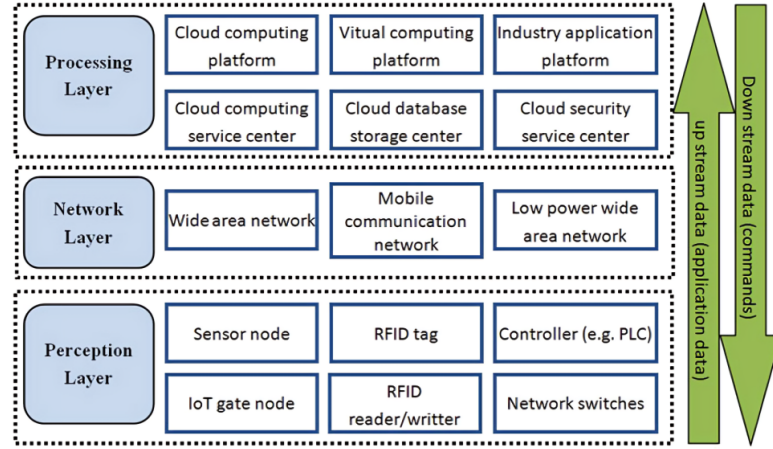 Processing
Layer
Cloud computing
platform
Vitual computing
platform
Industry application
platform
Cloud computing
service center
Cloud database
storage center
Cloud security
service center
Network
Layer
Wide area network
Mobile
communication
network
Low power wide
area network
Perception
Layer
Sensor node
RFID tag
Controller (e.g. PLC)
IoT gate node
RFID
reader/writter
Network switches
up stream data (application data)
Down stream data (commands)